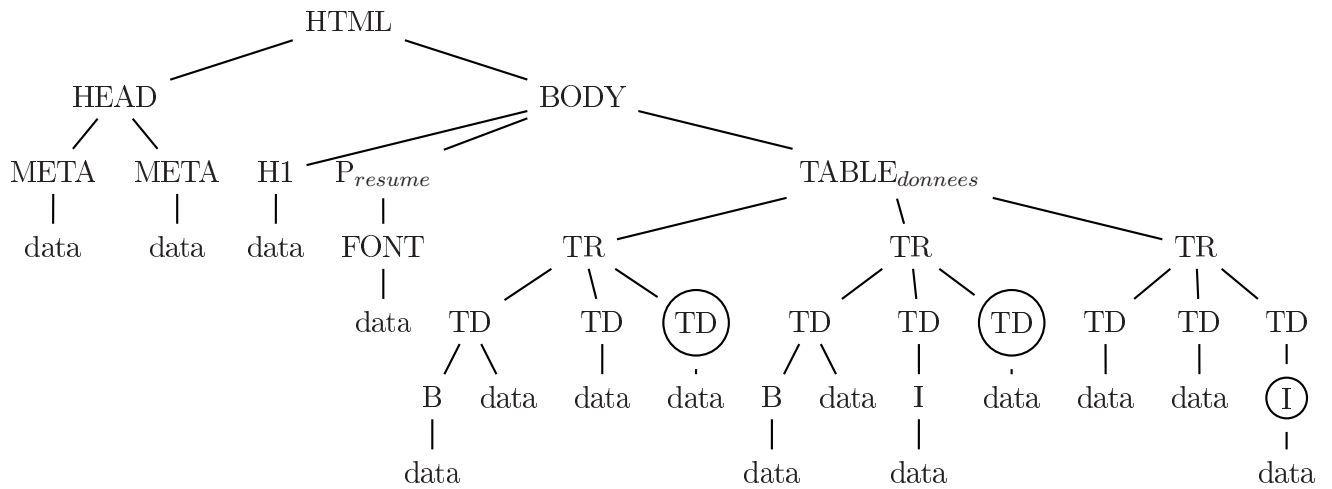 HTML
HEAD BODY
META META H1 P_resume TABLE_donnees
data data data FONT TR TR TR
data TD TD TD TD TD TD TD TD TD
B data data data B data I data data data I
data data data data